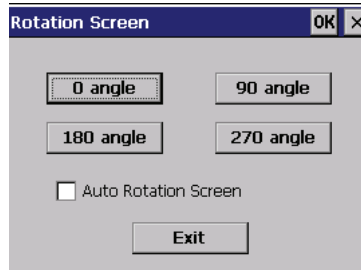 Rotation Screen OK ×
0 angle 90 angle
180 angle 270 angle
Auto Rotation Screen
Exit